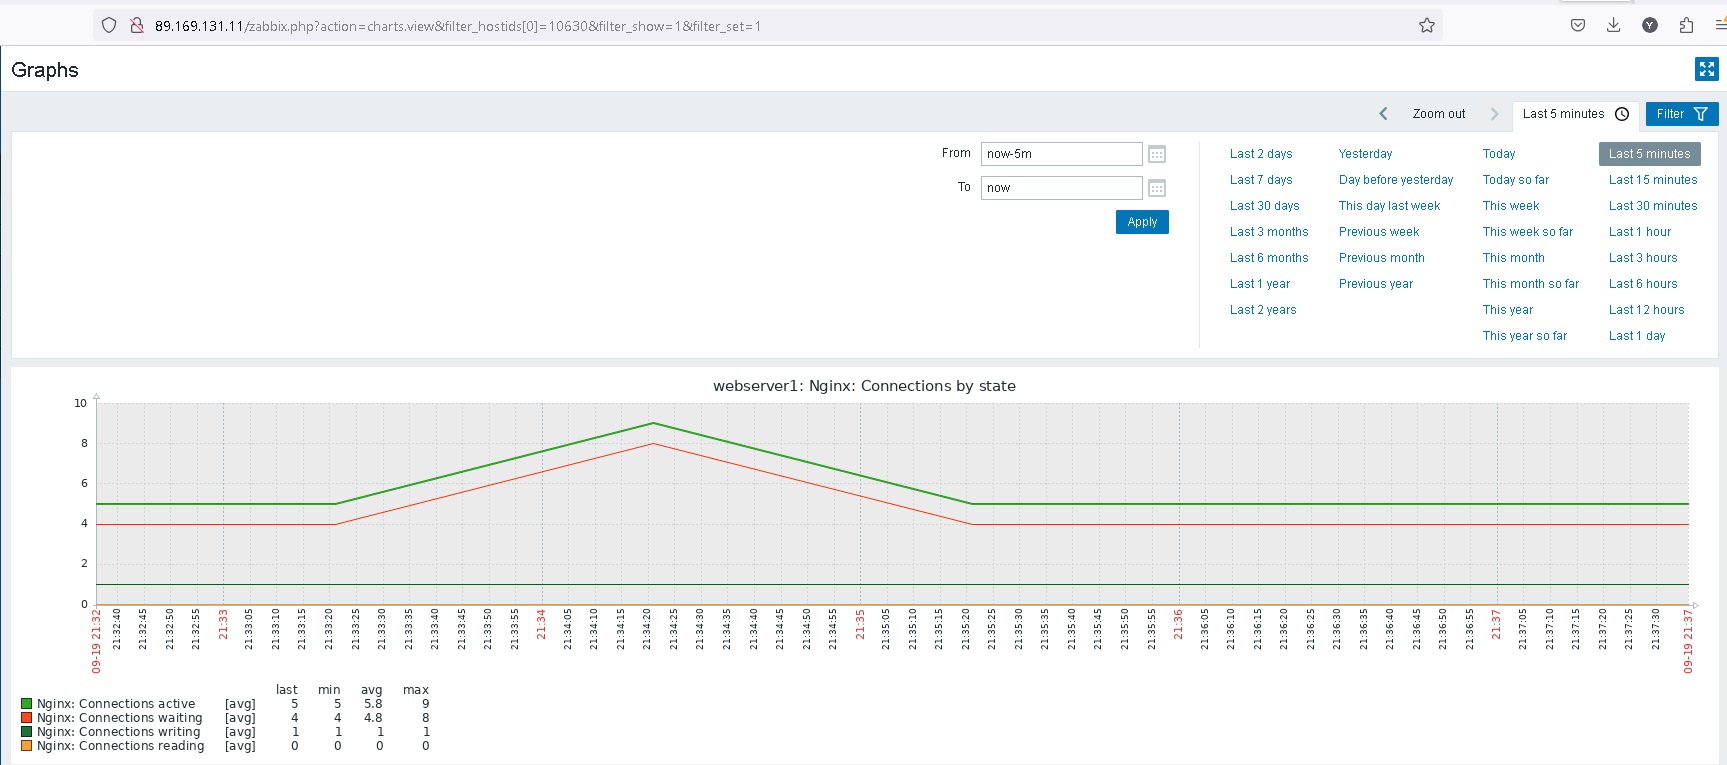 89.169.131.11/zabbix.php?action=charts.view&filter_hostids[0]=10630&filter_show=1&filter_set=1
Y
Graphs
Zoom out
Last 5 minutes
Filter
From now-5m
To now
Apply
Last 2 days Yesterday Today Last 5 minutes
Last 7 days Day before yesterday Today so far Last 15 minutes
Last 30 days This day last week This week Last 30 minutes
Last 3 months Previous week This week so far Last 1 hour
Last 6 months Previous month This month Last 3 hours
Last 1 year Previous year This month so far Last 6 hours
Last 2 years This year Last 12 hours
This year so far Last 1 day
webserver1: Nginx: Connections by state
10
8
6
4
2
0
09-19 21:32 21:32:40 21:32:45 21:32:50 21:32:55 21:33 21:33:05 21:33:10 21:33:15 21:33:20 21:33:25 21:33:30 21:33:35 21:33:40 21:33:45 21:33:50 21:33:55 21:34 21:34:05 21:34:10 21:34:15 21:34:20 21:34:25 21:34:30 21:34:35 21:34:40 21:34:45 21:34:50 21:34:55 21:35 21:35:05 21:35:10 21:35:15 21:35:20 21:35:25 21:35:30 21:35:35 21:35:40 21:35:45 21:35:50 21:35:55 21:36 21:36:05 21:36:10 21:36:15 21:36:20 21:36:25 21:36:30 21:36:35 21:36:40 21:36:45 21:36:50 21:36:55 21:37 21:37:05 21:37:10 21:37:15 21:37:20 21:37:25 21:37:30 09-19 21:37
last min avg max
Nginx: Connections active [avg] 5 5 5.8 9
Nginx: Connections waiting [avg] 4 4 4.8 8
Nginx: Connections writing [avg] 1 1 1 1
Nginx: Connections reading [avg] 0 0 0 0